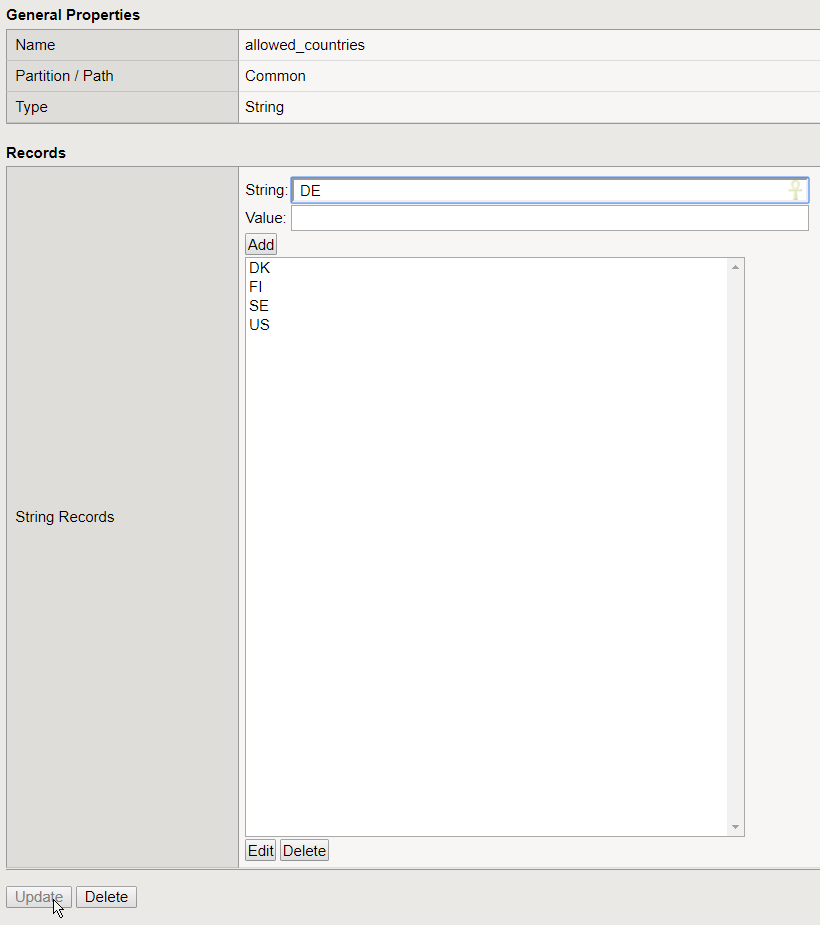 General Properties
Name allowed_countries
Partition / Path Common
Type String
Records
String: DE
Value:
Add
DK
FI
SE
US
String Records
Edit Delete
Update Delete